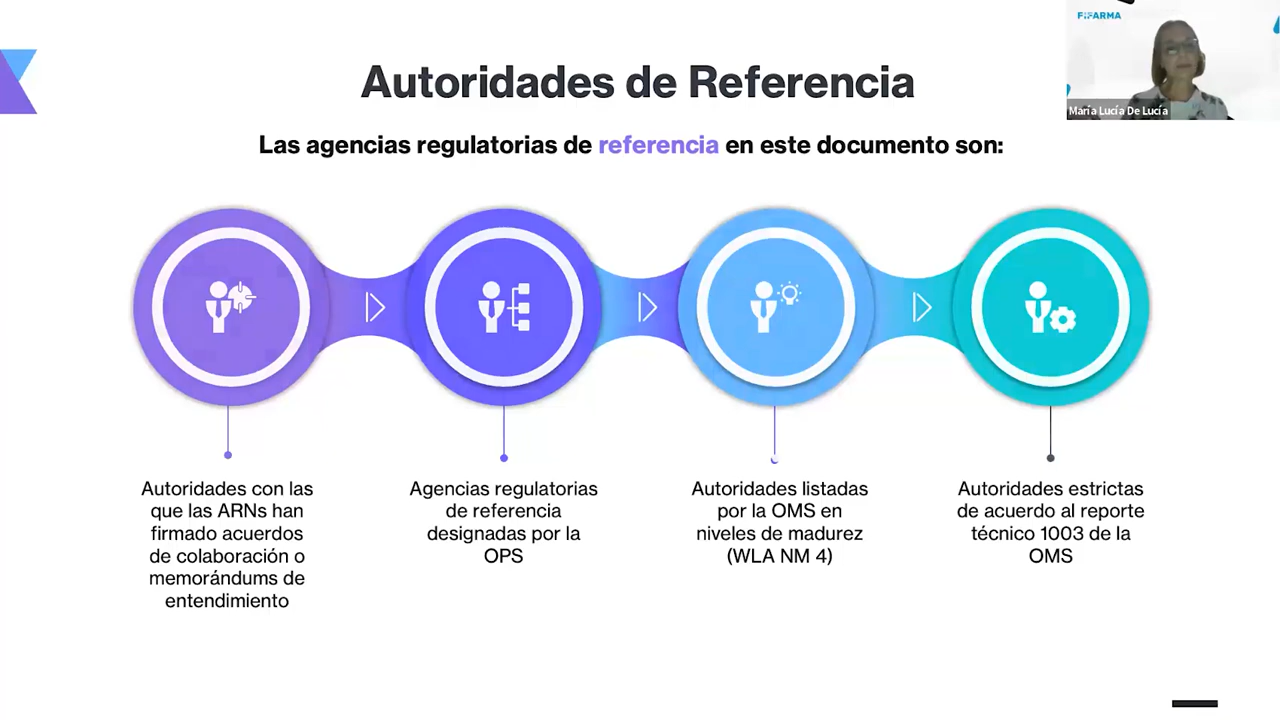 FIFARMA
María Lucía De Lucía
Autoridades de Referencia
Las agencias regulatorias de referencia en este documento son:
Autoridades con las
que las ARNs han
firmado acuerdos
de colaboración o
memorándums de
entendimiento
Agencias regulatorias
de referencia
designadas por la
OPS
Autoridades listadas
por la OMS en
niveles de madurez
(WLA NM 4)
Autoridades estrictas
de acuerdo al reporte
técnico 1003 de la
OMS